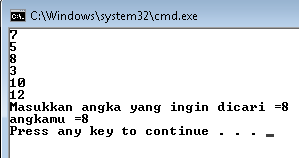 C:\Windows\system32\cmd.exe
7
5
8
3
10
12
Masukkan angka yang ingin dicari =8
angkamu =8
Press any key to continue . . .